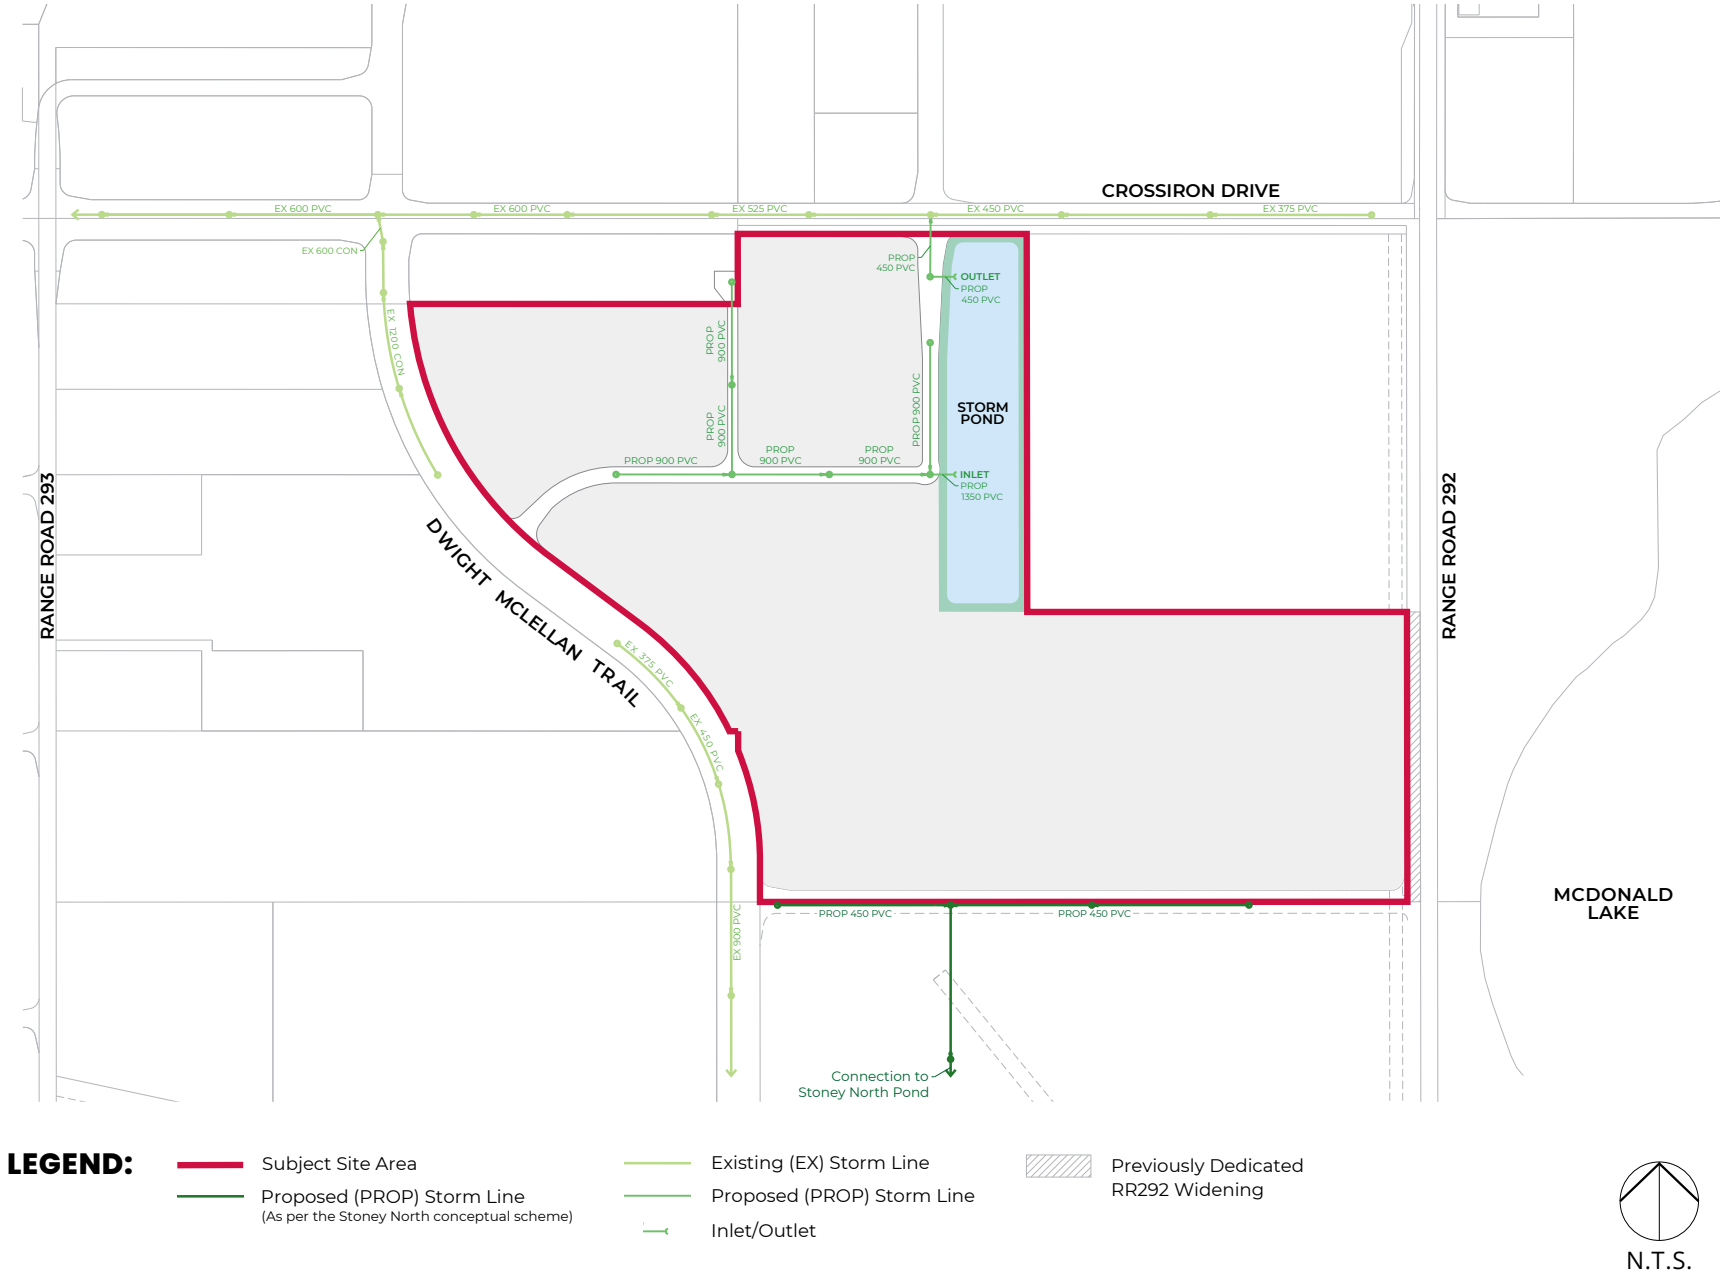 CROSSIRON DRIVE
EX 600 PVC
EX 600 PVC
EX 525 PVC
EX 450 PVC
EX 375 PVC
EX 600 CON
PROP
450 PVC
OUTLET
PROP
450 PVC
EX 1200 CON
PROP
900 PVC
PROP
900 PVC
PROP 900 PVC
STORM
POND
PROP 900 PVC
PROP
900 PVC
PROP
900 PVC
INLET
PROP
1350 PVC
RANGE ROAD 293
RANGE ROAD 292
DWIGHT MCLELLAN TRAIL
EX 375 PVC
EX 450 PVC
EX 900 PVC
PROP 450 PVC
PROP 450 PVC
MCDONALD
LAKE
Connection to
Stoney North Pond
LEGEND:
Subject Site Area
Proposed (PROP) Storm Line
(As per the Stoney North conceptual scheme)
Existing (EX) Storm Line
Proposed (PROP) Storm Line
Inlet/Outlet
Previously Dedicated
RR292 Widening
N.T.S.